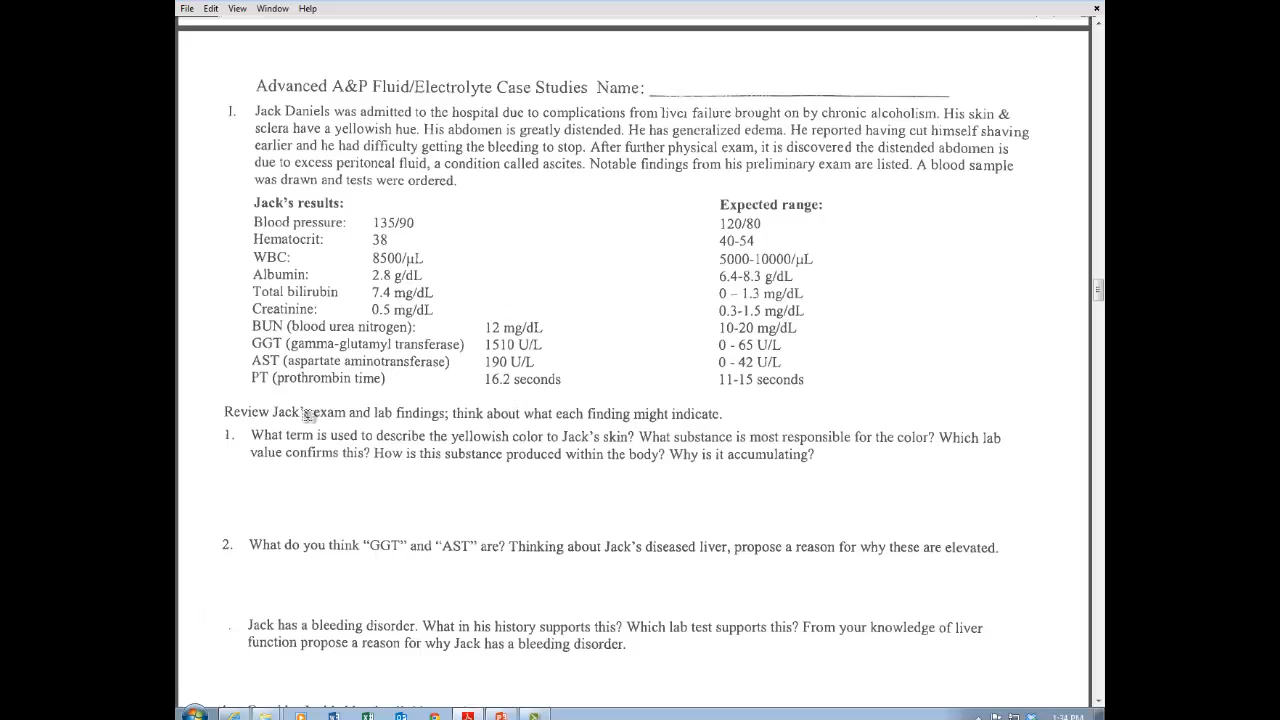 File Edit View Window Help
Advanced A&P Fluid/Electrolyte Case Studies Name: ____________________
I. Jack Daniels was admitted to the hospital due to complications from liver failure brought on by chronic alcoholism. His skin &
sclera have a yellowish hue. His abdomen is greatly distended. He has generalized edema. He reported having cut himself shaving
earlier and he had difficulty getting the bleeding to stop. After further physical exam, it is discovered the distended abdomen is
due to excess peritoneal fluid, a condition called ascites. Notable findings from his preliminary exam are listed. A blood sample
was drawn and tests were ordered.
Jack's results: Expected range:
Blood pressure: 135/90 120/80
Hematocrit: 38 40-54
WBC: 8500/µL 5000-10000/µL
Albumin: 2.8 g/dL 6.4-8.3 g/dL
Total bilirubin 7.4 mg/dL 0 – 1.3 mg/dL
Creatinine: 0.5 mg/dL 0.3-1.5 mg/dL
BUN (blood urea nitrogen): 12 mg/dL 10-20 mg/dL
GGT (gamma-glutamyl transferase) 1510 U/L 0 - 65 U/L
AST (aspartate aminotransferase) 190 U/L 0 - 42 U/L
PT (prothrombin time) 16.2 seconds 11-15 seconds
Review Jack's exam and lab findings; think about what each finding might indicate.
1. What term is used to describe the yellowish color to Jack's skin? What substance is most responsible for the color? Which lab
value confirms this? How is this substance produced within the body? Why is it accumulating?
2. What do you think "GGT" and "AST" are? Thinking about Jack's diseased liver, propose a reason for why these are elevated.
. Jack has a bleeding disorder. What in his history supports this? Which lab test supports this? From your knowledge of liver
function propose a reason for why Jack has a bleeding disorder.
1:34 PM